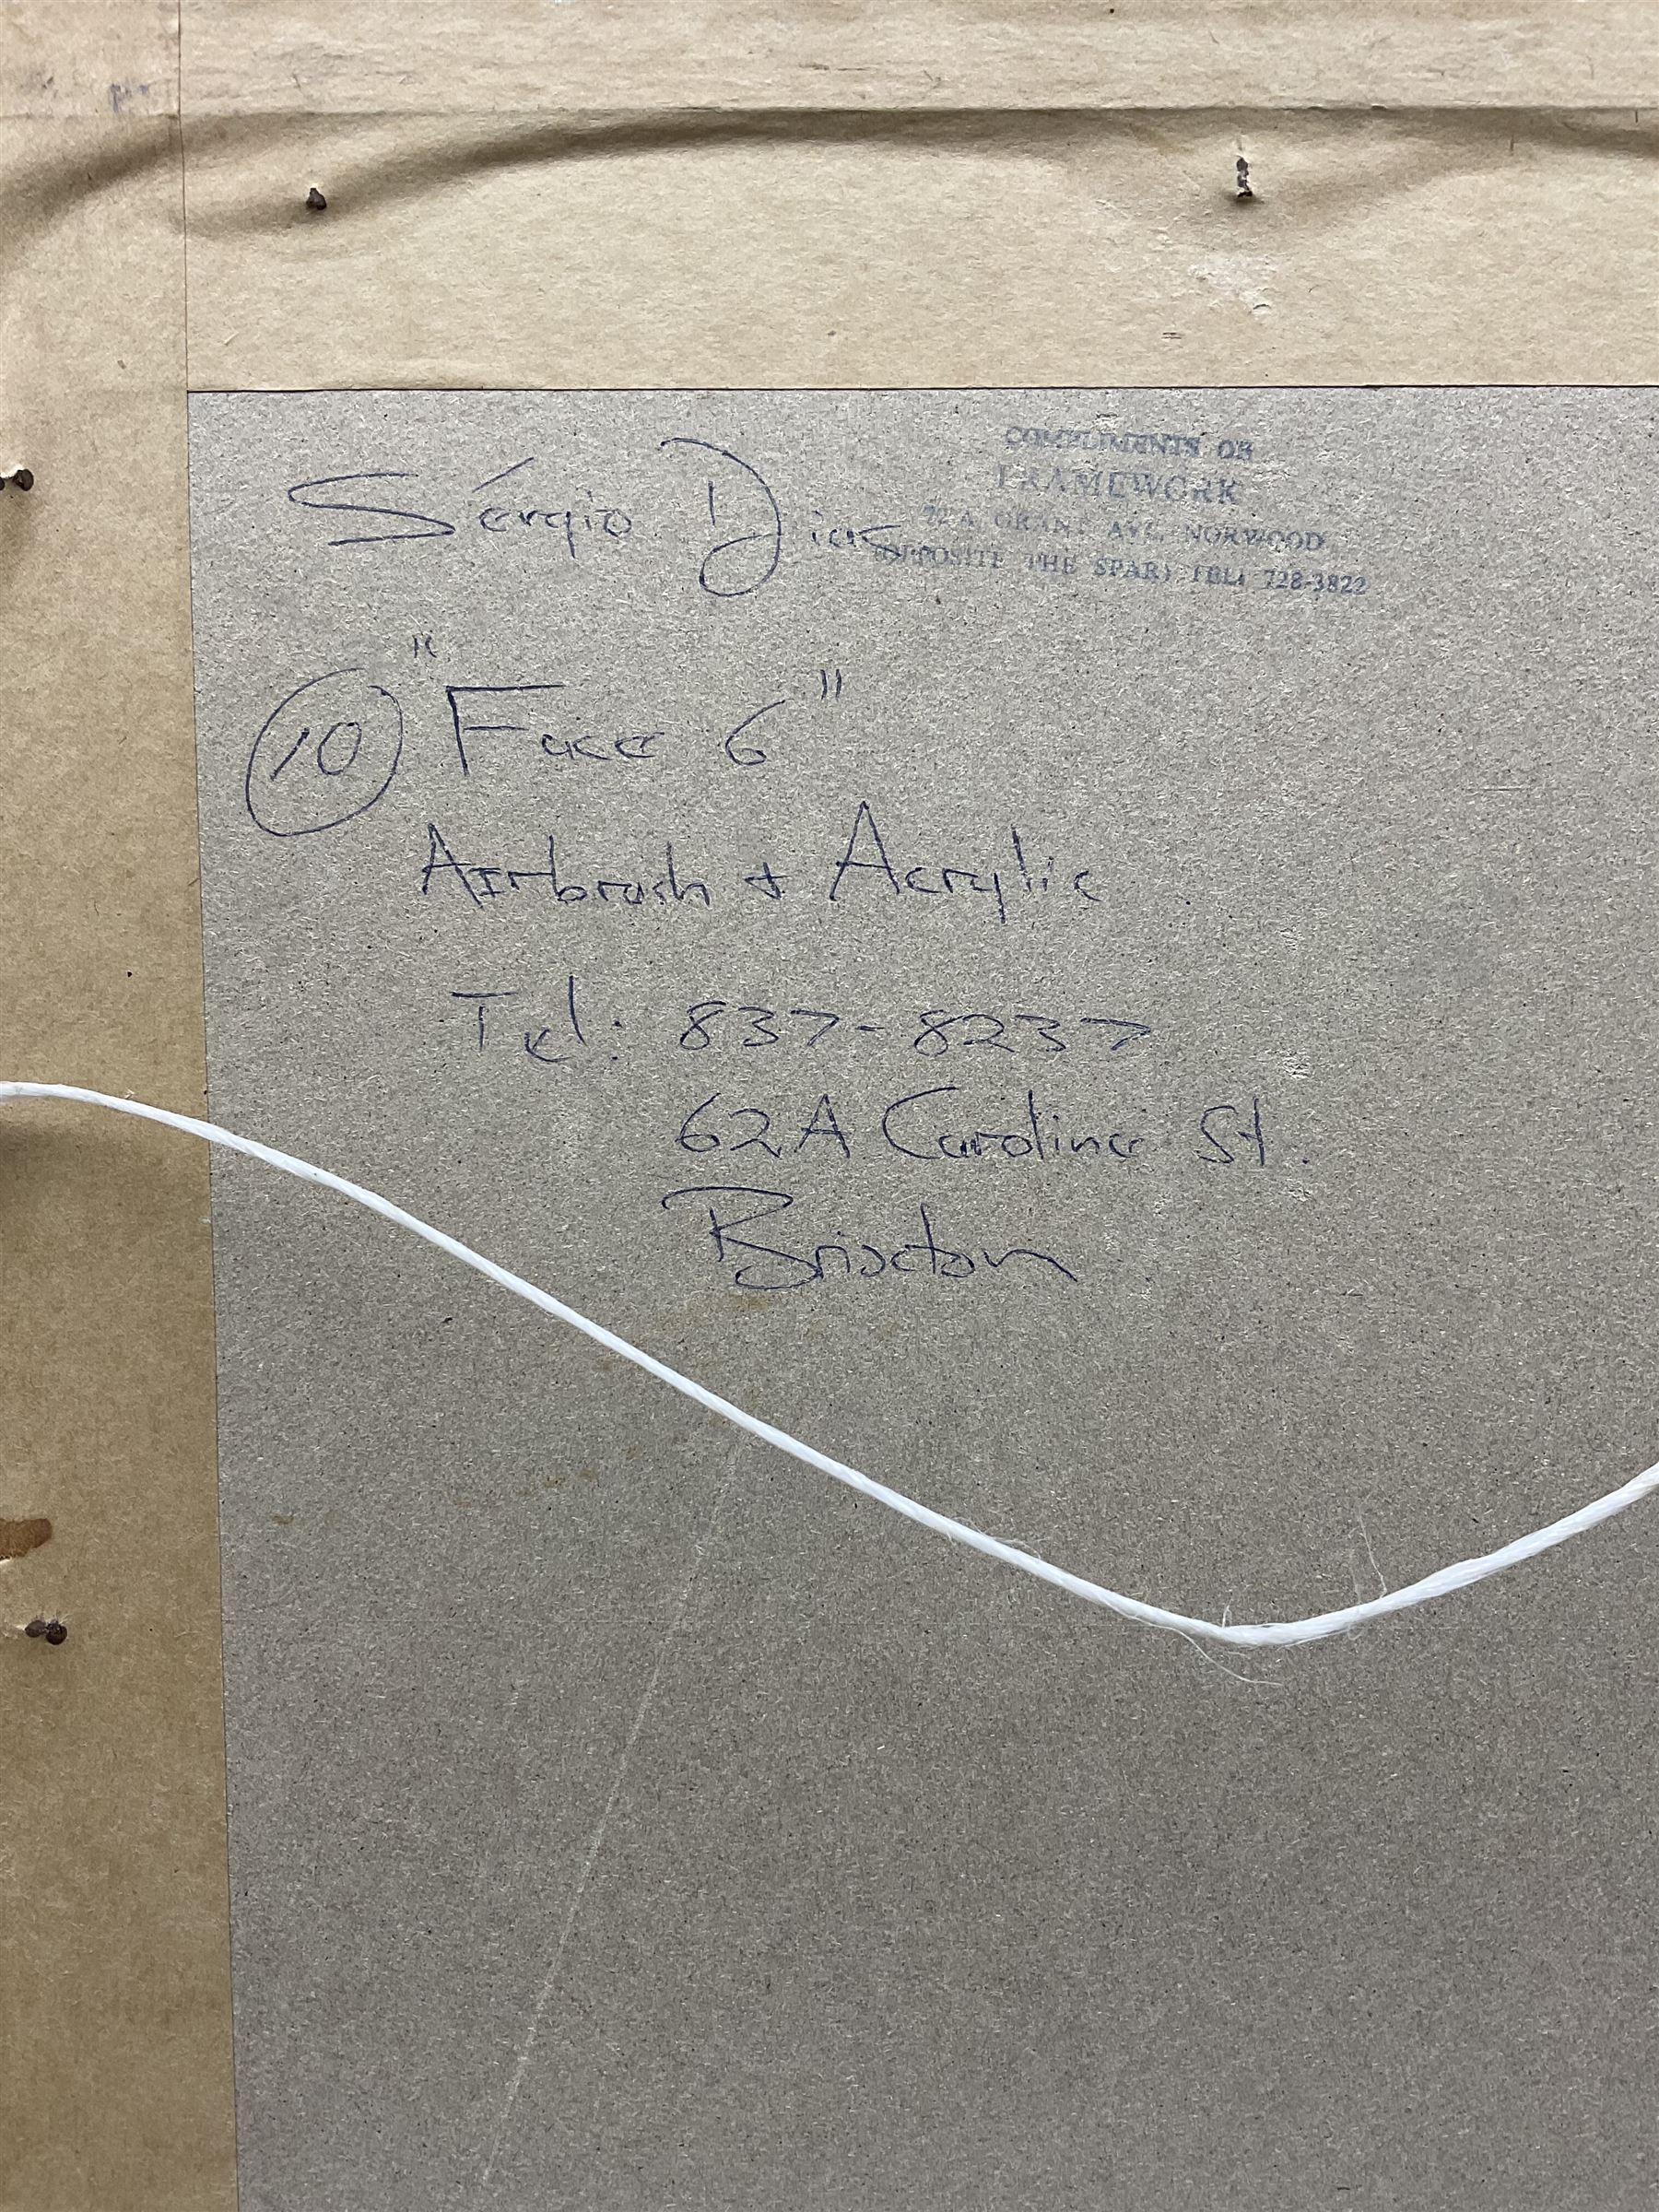 Sérgio Dias
COMPLIMENTS OF
FRAMEWORK
GRANT AVE, NORWOOD
(OPPOSITE THE SPAR) TEL: 728-3822
10 "Face 6"
Airbrush + Acrylic
Tel: 837-8237
62A Caroline St.
Brixton